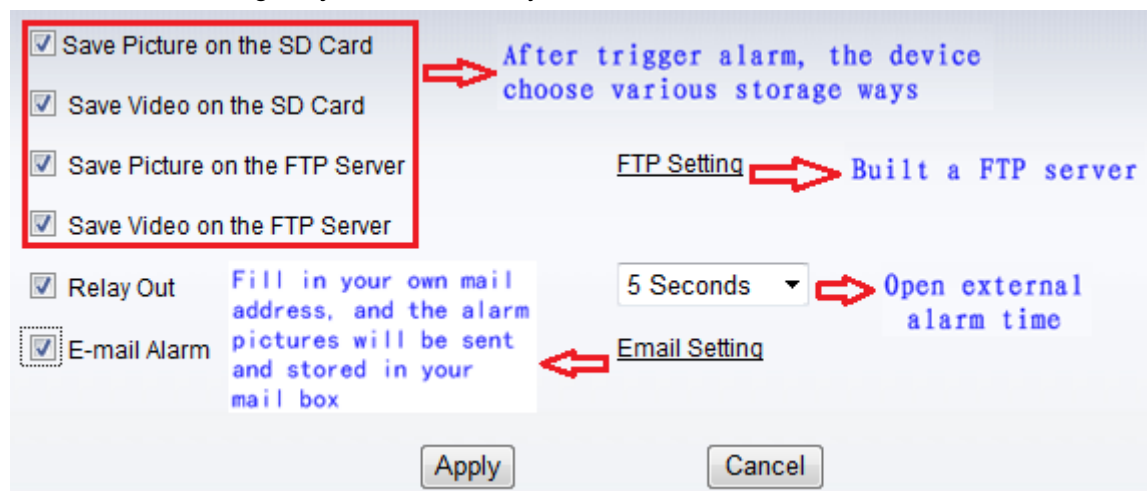 Save Picture on the SD Card
After trigger alarm, the device
choose various storage ways
Save Video on the SD Card
Save Picture on the FTP Server
FTP Setting
Built a FTP server
Save Video on the FTP Server
Relay Out
Fill in your own mail
address, and the alarm
pictures will be sent
and stored in your
mail box
5 Seconds
Open external
alarm time
E-mail Alarm
Email Setting
Apply
Cancel